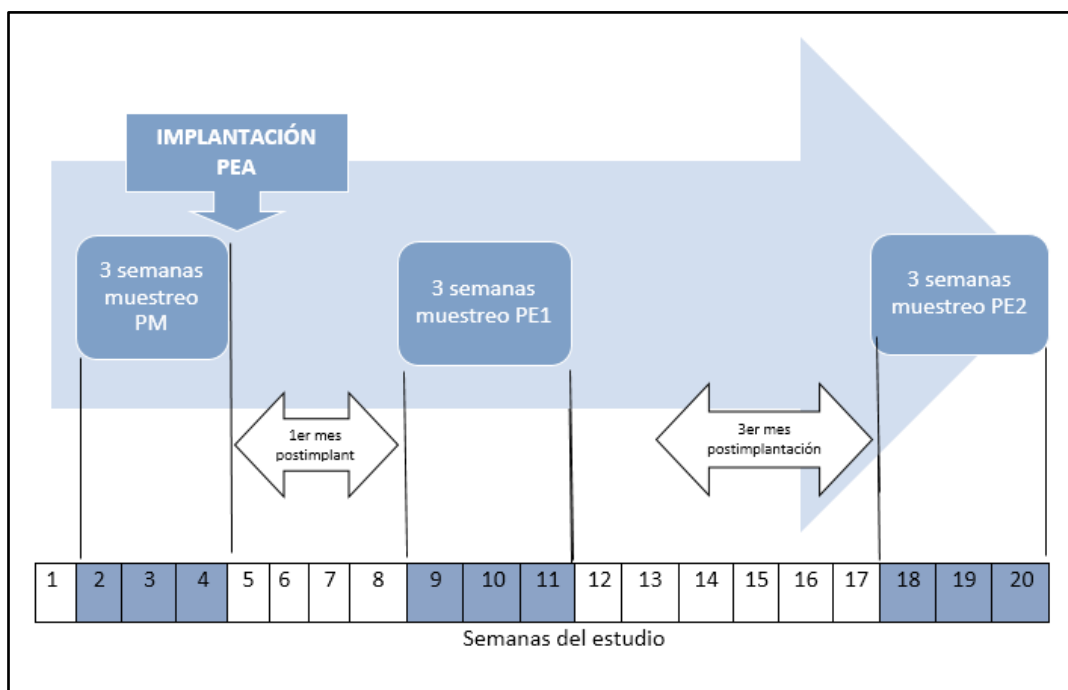 IMPLANTACIÓN
PEA
3 semanas
muestreo
PM
3 semanas
muestreo PE1
3 semanas
muestreo PE2
1er mes
postimplant
3er mes
postimplantación
1 2 3 4 5 6 7 8 9 10 11 12 13 14 15 16 17 18 19 20
Semanas del estudio